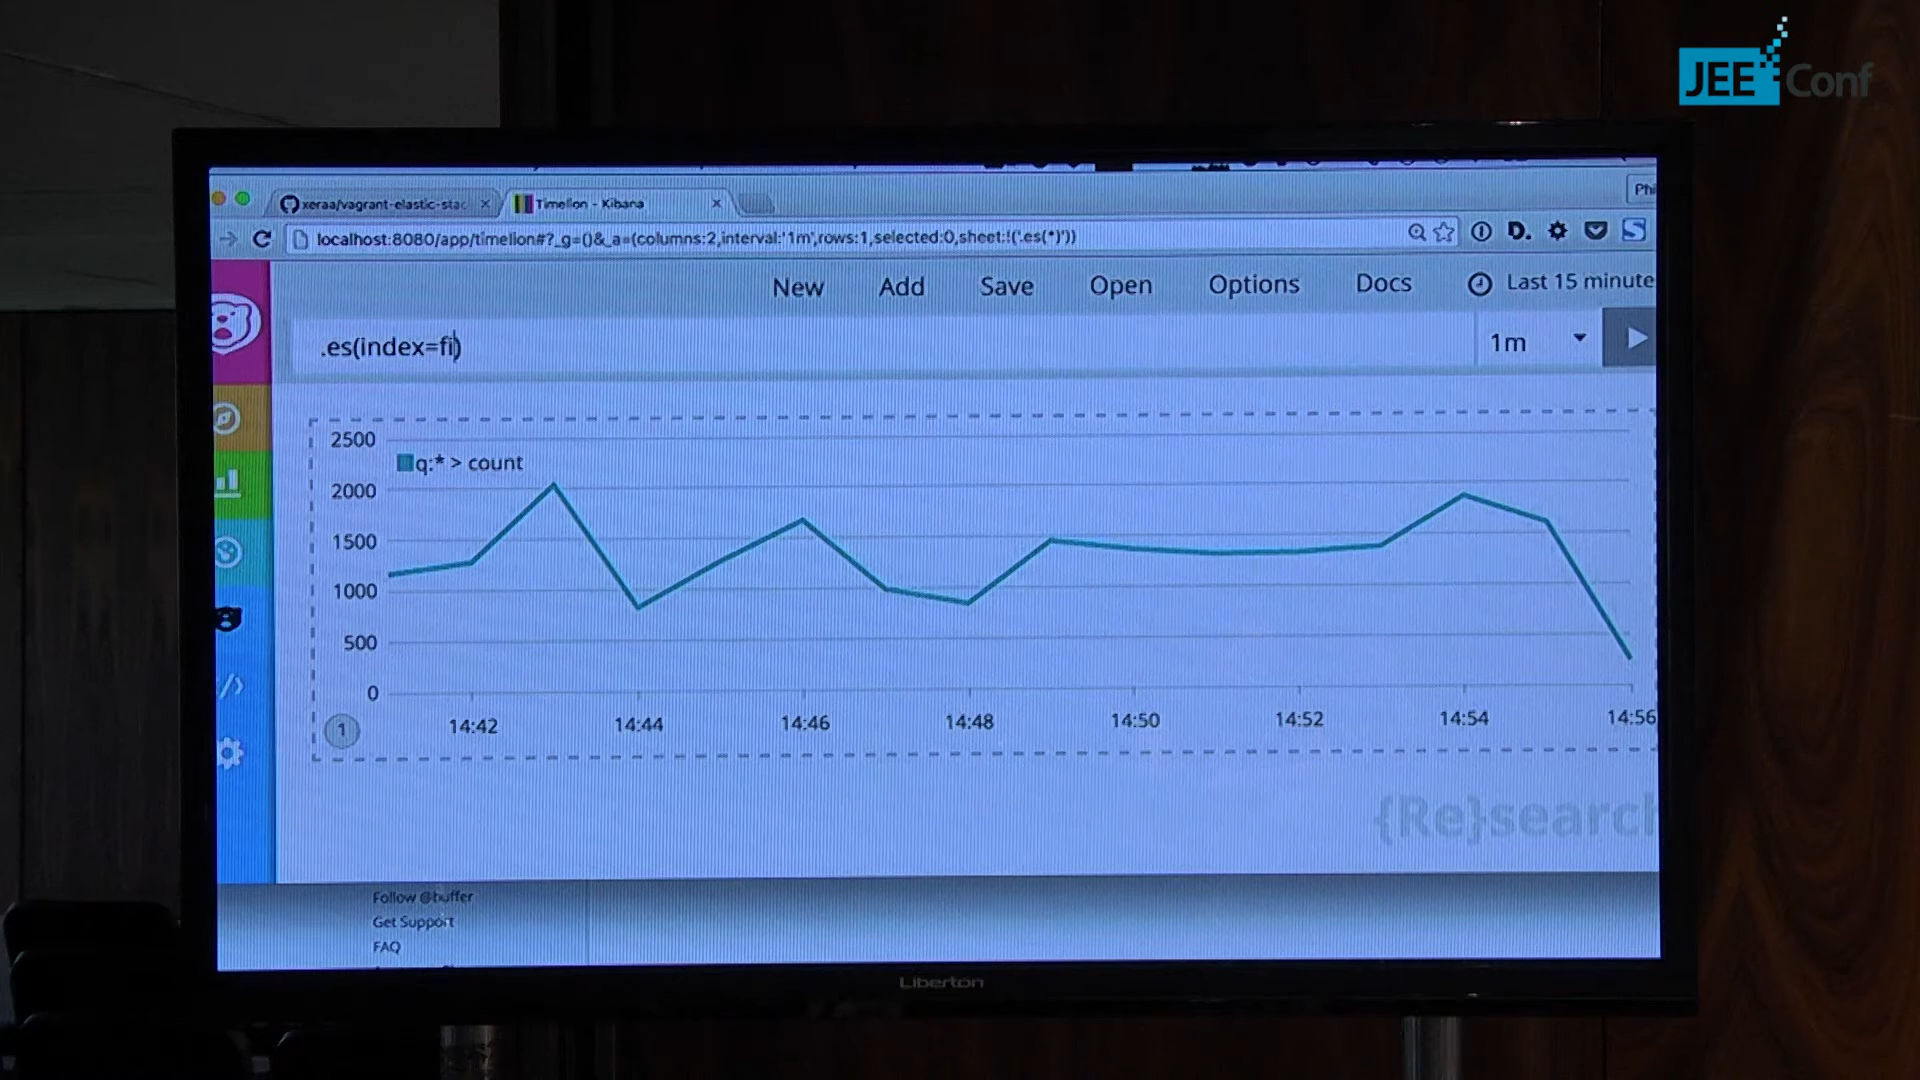 JEE Conf
Phi
xeraa/vagrant-elastic-stac
Timelion - Kibana
localhost:8080/app/timelion#?_g=()&_a=(columns:2,interval:'1m',rows:1,selected:0,sheet:!('.es(*)'))
New Add Save Open Options Docs Last 15 minute
.es(index=fi)
1m
2500
q:* > count
2000
1500
1000
500
0
14:42 14:44 14:46 14:48 14:50 14:52 14:54 14:56
1
{Re}search
Follow @buffer
Get Support
FAQ
Liberton